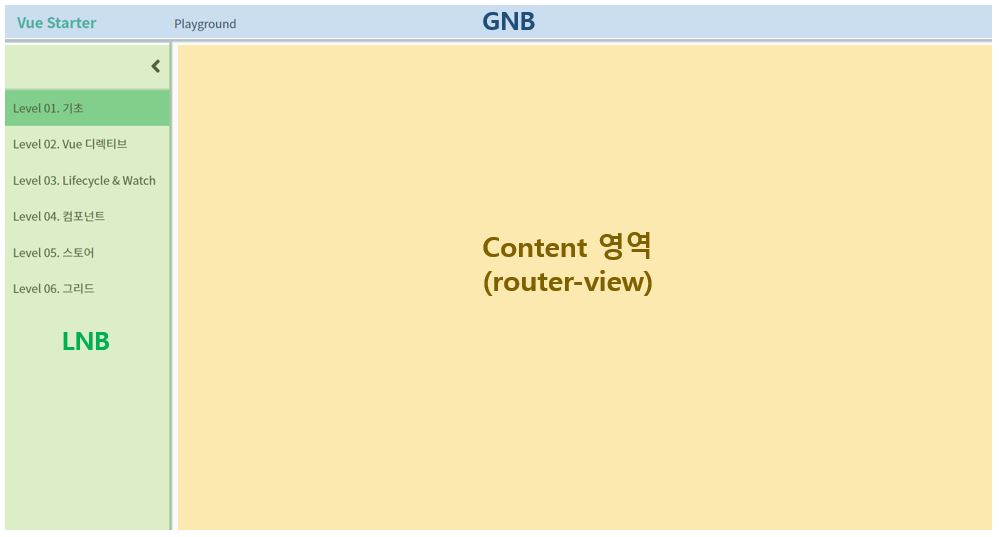 Vue Starter
Playground
GNB
Level 01. 기초
Level 02. Vue 디렉티브
Level 03. Lifecycle & Watch
Level 04. 컴포넌트
Level 05. 스토어
Level 06. 그리드
LNB
Content 영역
(router-view)